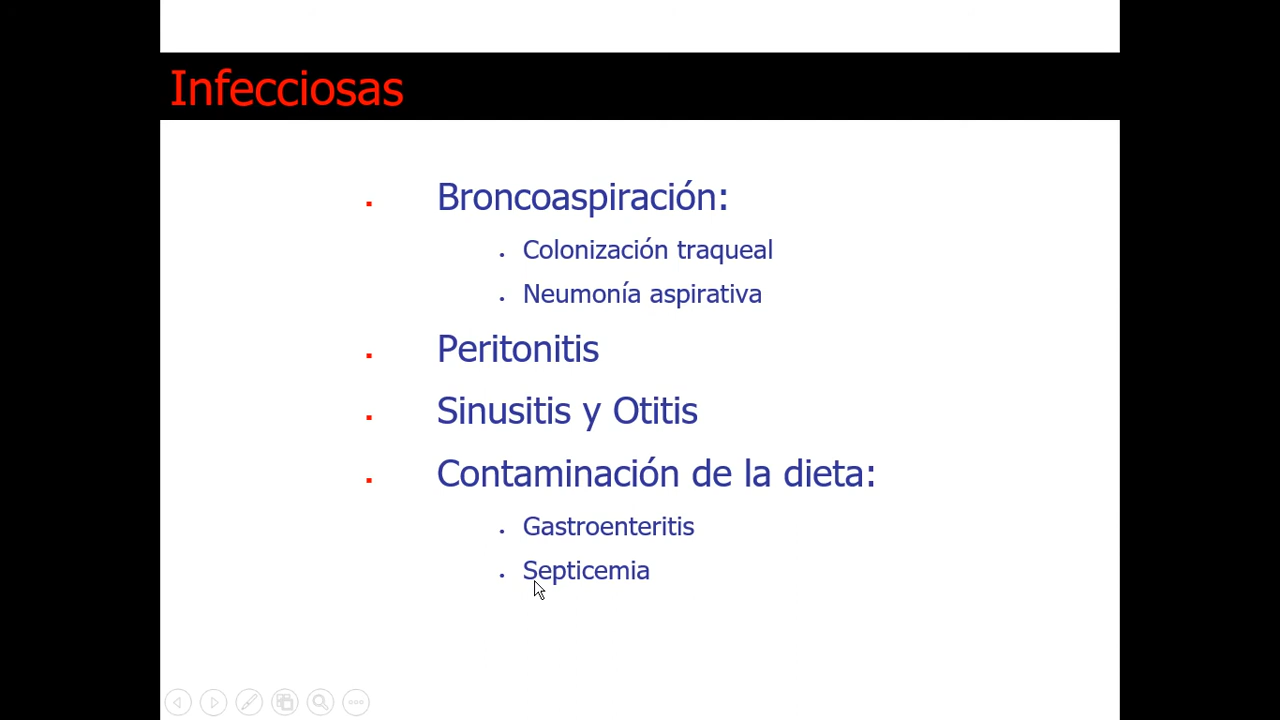 Infecciosas
Broncoaspiración:
Colonización traqueal
Neumonía aspirativa
Peritonitis
Sinusitis y Otitis
Contaminación de la dieta:
Gastroenteritis
Septicemia